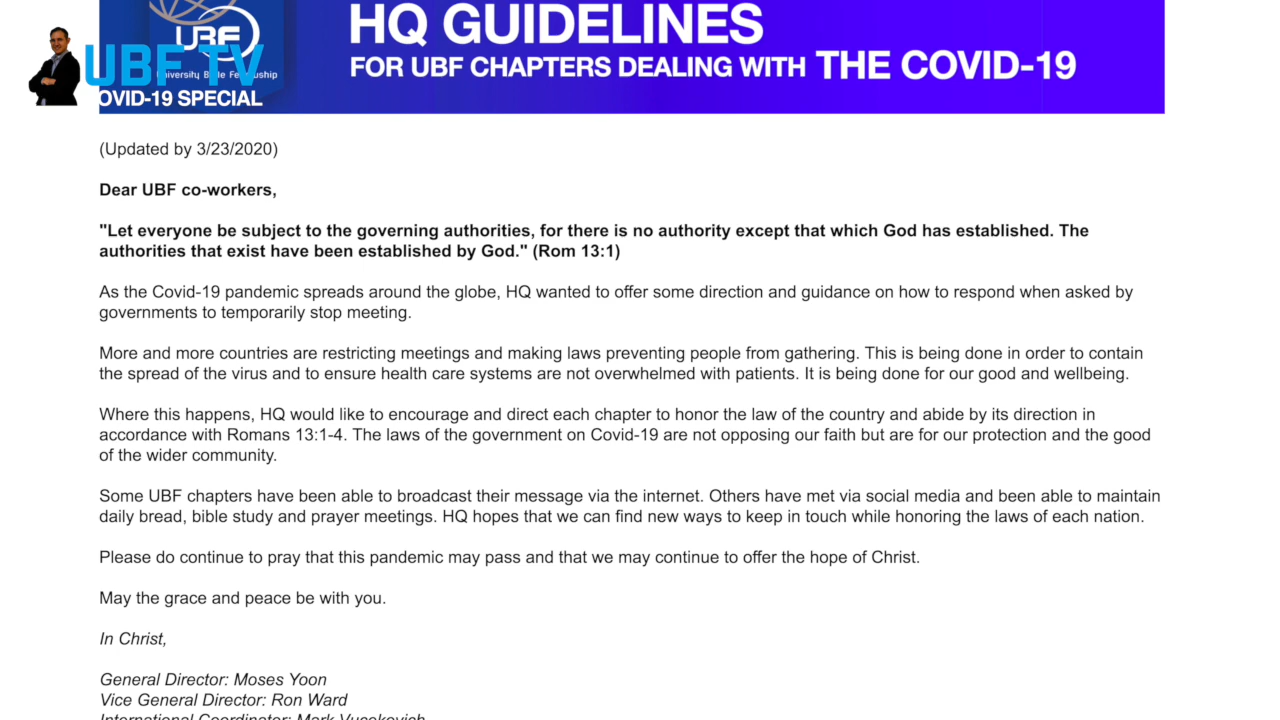 UBF
University Bible Fellowship
UBF TV
OVID-19 SPECIAL
HQ GUIDELINES
FOR UBF CHAPTERS DEALING WITH THE COVID-19
(Updated by 3/23/2020)
Dear UBF co-workers,
"Let everyone be subject to the governing authorities, for there is no authority except that which God has established. The
authorities that exist have been established by God." (Rom 13:1)
As the Covid-19 pandemic spreads around the globe, HQ wanted to offer some direction and guidance on how to respond when asked by
governments to temporarily stop meeting.
More and more countries are restricting meetings and making laws preventing people from gathering. This is being done in order to contain
the spread of the virus and to ensure health care systems are not overwhelmed with patients. It is being done for our good and wellbeing.
Where this happens, HQ would like to encourage and direct each chapter to honor the law of the country and abide by its direction in
accordance with Romans 13:1-4. The laws of the government on Covid-19 are not opposing our faith but are for our protection and the good
of the wider community.
Some UBF chapters have been able to broadcast their message via the internet. Others have met via social media and been able to maintain
daily bread, bible study and prayer meetings. HQ hopes that we can find new ways to keep in touch while honoring the laws of each nation.
Please do continue to pray that this pandemic may pass and that we may continue to offer the hope of Christ.
May the grace and peace be with you.
In Christ,
General Director: Moses Yoon
Vice General Director: Ron Ward
International Coordinator: Mark Vucekovich